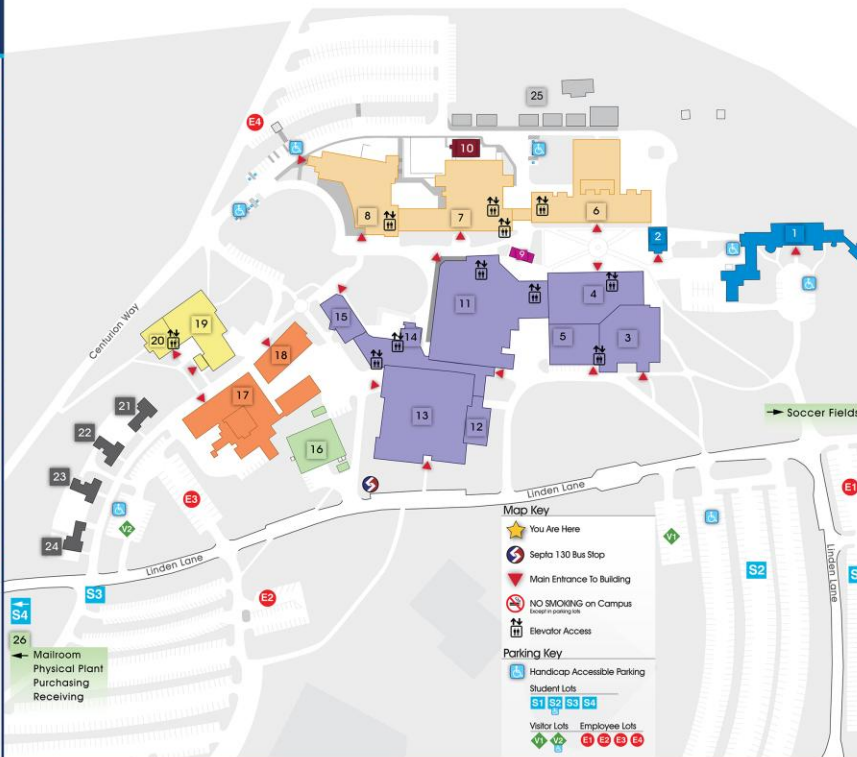 25
E4
10
8
7
6
2
1
9
11
4
15
14
5
3
19
20
18
Centurion Way
21
17
13
12
16
22
Soccer Fields
23
E3
E1
V2
Linden Lane
24
Linden Lane
V1
S2
Linden Lane
S3
E2
S4
26
Mailroom
Physical Plant
Purchasing
Receiving
Map Key
You Are Here
Septa 130 Bus Stop
Main Entrance To Building
NO SMOKING on Campus
Except in parking lots
Elevator Access
Parking Key
Handicap Accessible Parking
Student Lots
S1 S2 S3 S4
Visitor Lots Employee Lots
V1 V2 E1 E2 E3 E4